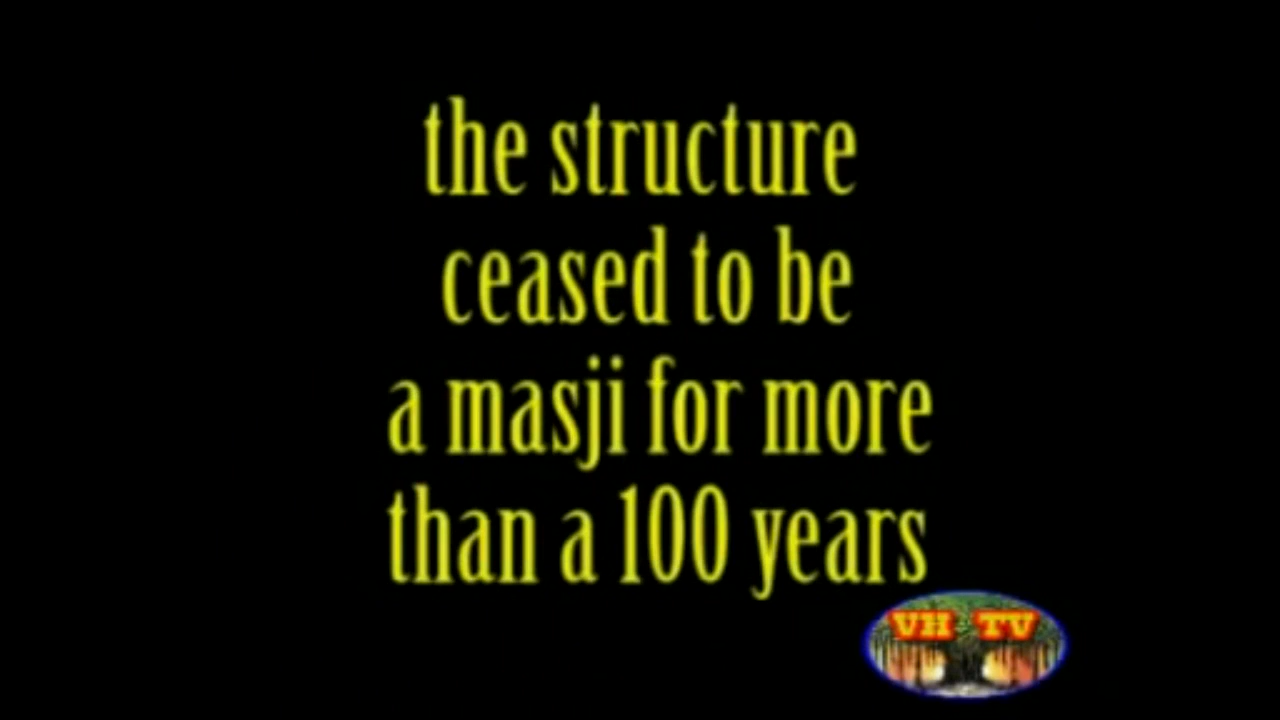 the structure
ceased to be
a masji for more
than a 100 years
VH TV